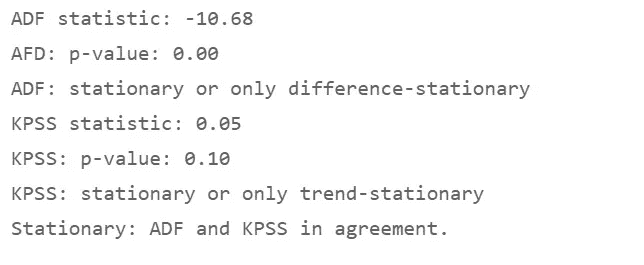 ADF statistic: -10.68
AFD: p-value: 0.00
ADF: stationary or only difference-stationary
KPSS statistic: 0.05
KPSS: p-value: 0.10
KPSS: stationary or only trend-stationary
Stationary: ADF and KPSS in agreement.